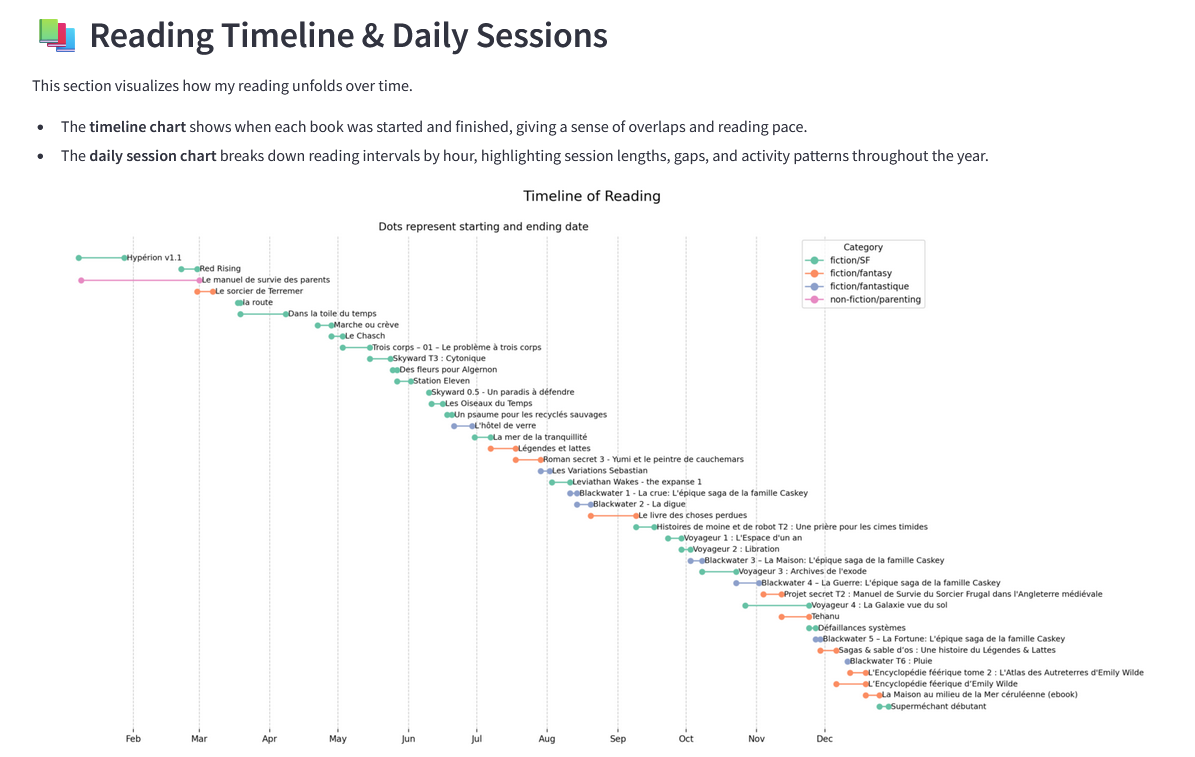 Reading Timeline & Daily Sessions
This section visualizes how my reading unfolds over time.
The timeline chart shows when each book was started and finished, giving a sense of overlaps and reading pace.
The daily session chart breaks down reading intervals by hour, highlighting session lengths, gaps, and activity patterns throughout the year.
Timeline of Reading
Dots represent starting and ending date
Category
fiction/SF
fiction/fantasy
fiction/fantastique
non-fiction/parenting
Hypérion v1.1
Red Rising
Le manuel de survie des parents
Le sorcier de Terremer
la route
Dans la toile du temps
Marche ou crève
Le Chasch
Trois corps – 01 – Le problème à trois corps
Skyward T3 : Cytonique
Des fleurs pour Algernon
Station Eleven
Skyward 0.5 - Un paradis à défendre
Les Oiseaux du Temps
Un psaume pour les recyclés sauvages
L'hôtel de verre
La mer de la tranquillité
Légendes et lattes
Roman secret 3 - Yumi et le peintre de cauchemars
Les Variations Sebastian
Leviathan Wakes - the expanse 1
Blackwater 1 - La crue: L'épique saga de la famille Caskey
Blackwater 2 - La digue
Le livre des choses perdues
Histoires de moine et de robot T2 : Une prière pour les cimes timides
Voyageur 1 : L'Espace d'un an
Voyageur 2 : Libration
Blackwater 3 – La Maison: L'épique saga de la famille Caskey
Voyageur 3 : Archives de l'exode
Blackwater 4 – La Guerre: L'épique saga de la famille Caskey
Projet secret T2 : Manuel de Survie du Sorcier Frugal dans l'Angleterre médiévale
Voyageur 4 : La Galaxie vue du sol
Tehanu
Défaillances systèmes
Blackwater 5 – La Fortune: L'épique saga de la famille Caskey
Sagas & sable d'os : Une histoire du Légendes & Lattes
Blackwater T6 : Pluie
L'Encyclopédie féérique tome 2 : L'Atlas des Autreterres d'Emily Wilde
L'Encyclopédie féerique d'Emily Wilde
La Maison au milieu de la Mer céruléenne (ebook)
Superméchant débutant
Feb Mar Apr May Jun Jul Aug Sep Oct Nov Dec